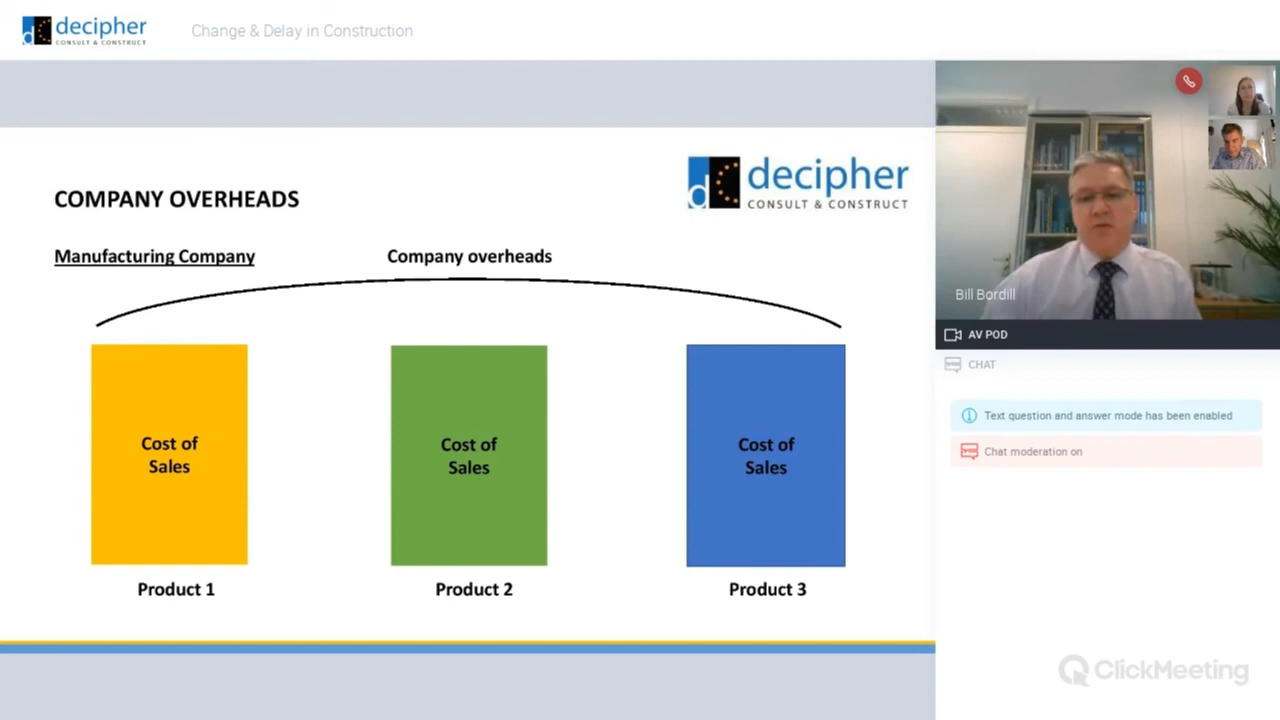 decipher
CONSULT & CONSTRUCT
Change & Delay in Construction
COMPANY OVERHEADS
d
decipher
CONSULT & CONSTRUCT
Manufacturing Company
Company overheads
Cost of
Sales
Cost of
Sales
Cost of
Sales
Product 1
Product 2
Product 3
Bill Bordill
AV POD
CHAT
Text question and answer mode has been enabled
Chat moderation on
ClickMeeting